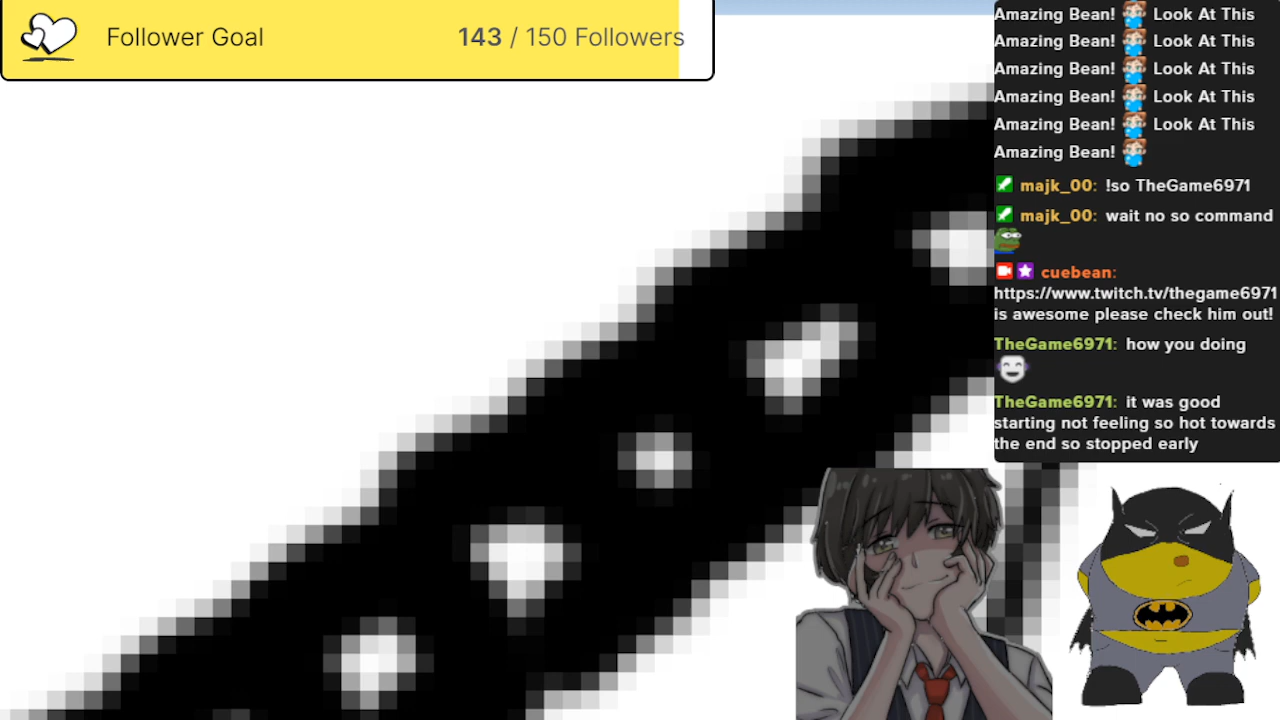 Follower Goal
143 / 150 Followers
Amazing Bean! Look At This
Amazing Bean! Look At This
Amazing Bean! Look At This
Amazing Bean! Look At This
Amazing Bean! Look At This
Amazing Bean!
majk_00: !so TheGame6971
majk_00: wait no so command
cuebean:
https://www.twitch.tv/thegame6971
is awesome please check him out!
TheGame6971: how you doing
TheGame6971: it was good
starting not feeling so hot towards
the end so stopped early